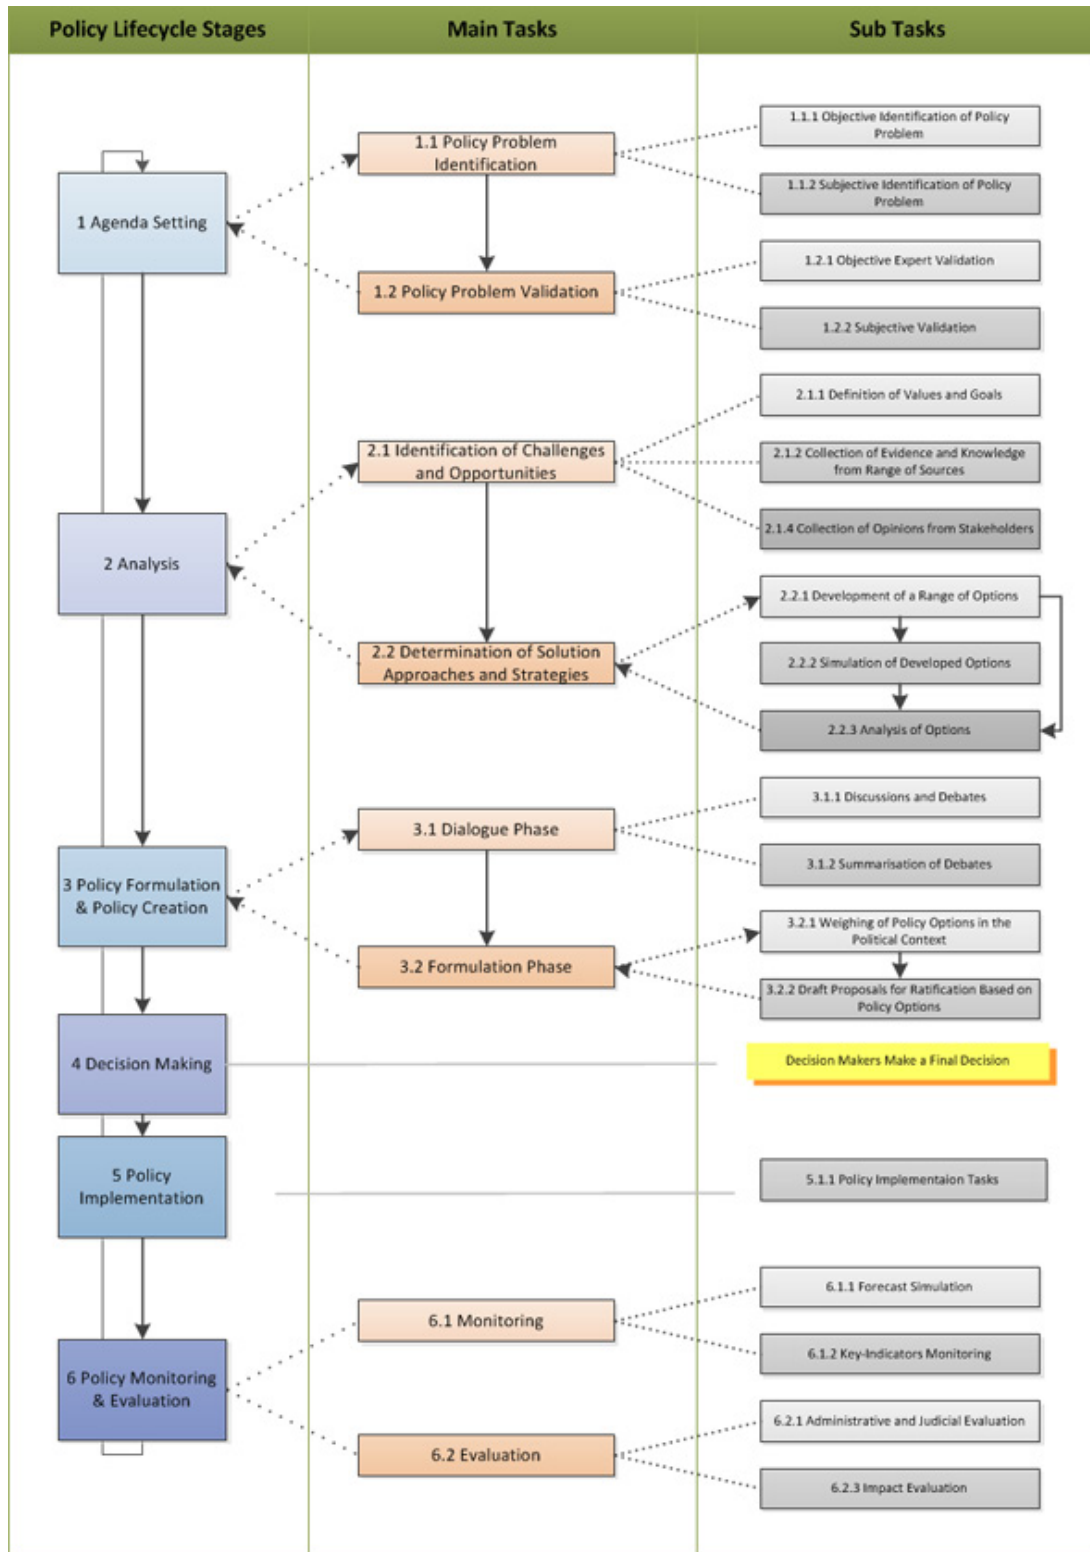 Policy Lifecycle Stages
Main Tasks
Sub Tasks
1 Agenda Setting
1.1 Policy Problem
Identification
1.1.1 Objective Identification of Policy
Problem
1.1.2 Subjective Identification of Policy
Problem
1.2 Policy Problem Validation
1.2.1 Objective Expert Validation
1.2.2 Subjective Validation
2 Analysis
2.1 Identification of Challenges
and Opportunities
2.1.1 Definition of Values and Goals
2.1.2 Collection of Evidence and Knowledge
from Range of Sources
2.1.4 Collection of Opinions from Stakeholders
2.2 Determination of Solution
Approaches and Strategies
2.2.1 Development of a Range of Options
2.2.2 Simulation of Developed Options
2.2.3 Analysis of Options
3 Policy Formulation
& Policy Creation
3.1 Dialogue Phase
3.1.1 Discussions and Debates
3.1.2 Summarisation of Debates
3.2 Formulation Phase
3.2.1 Weighing of Policy Options in the
Political Context
3.2.2 Draft Proposals for Ratification Based on
Policy Options
4 Decision Making
Decision Makers Make a Final Decision
5 Policy
Implementation
5.1.1 Policy Implementaion Tasks
6 Policy Monitoring
& Evaluation
6.1 Monitoring
6.1.1 Forecast Simulation
6.1.2 Key-Indicators Monitoring
6.2 Evaluation
6.2.1 Administrative and Judicial Evaluation
6.2.3 Impact Evaluation